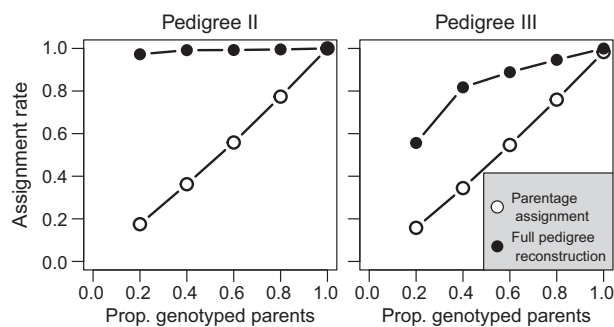 Pedigree II
Pedigree III
Assignment rate
1.0
0.8
0.6
0.4
0.2
0.0
0.0 0.2 0.4 0.6 0.8 1.0
0.0 0.2 0.4 0.6 0.8 1.0
Prop. genotyped parents
Prop. genotyped parents
Parentage
assignment
Full pedigree
reconstruction